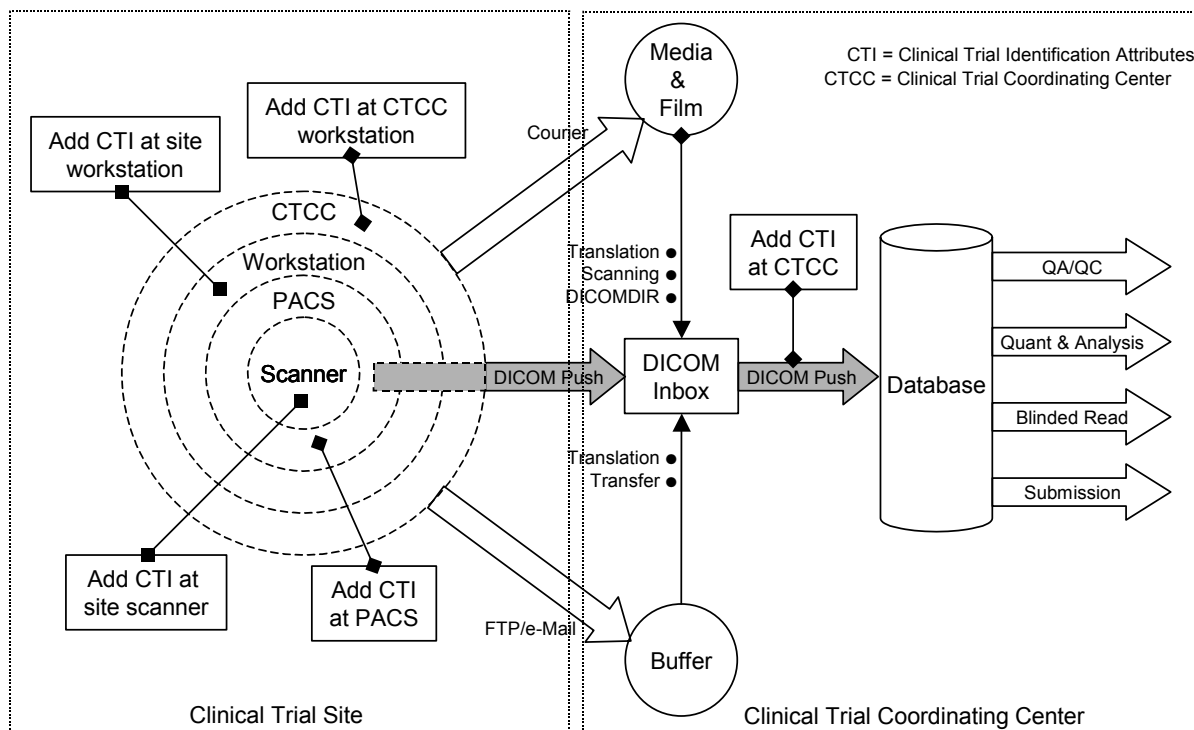 CTI = Clinical Trial Identification Attributes
CTCC = Clinical Trial Coordinating Center
Add CTI at CTCC
workstation
Add CTI at site
workstation
CTCC
Workstation
PACS
Scanner
Add CTI at
site scanner
Add CTI
at PACS
Clinical Trial Site
Courier
DICOM Push
FTP/e-Mail
Media
&
Film
Translation
Scanning
DICOMDIR
DICOM
Inbox
Translation
Transfer
Buffer
Add CTI
at CTCC
DICOM Push
Database
QA/QC
Quant & Analysis
Blinded Read
Submission
Clinical Trial Coordinating Center